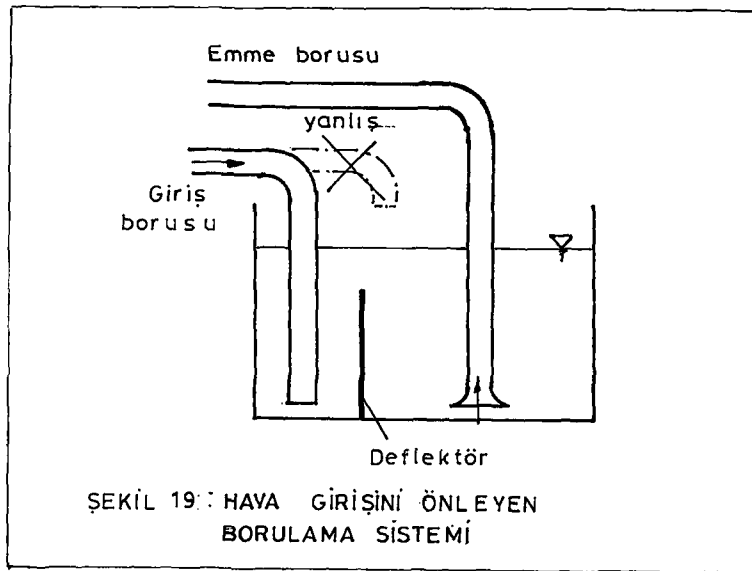 Emme borusu
yanlış
Giriş
borusu
Deflektör
ŞEKİL 19: HAVA GİRİŞİNİ ÖNLEYEN
BORULAMA SİSTEMİ